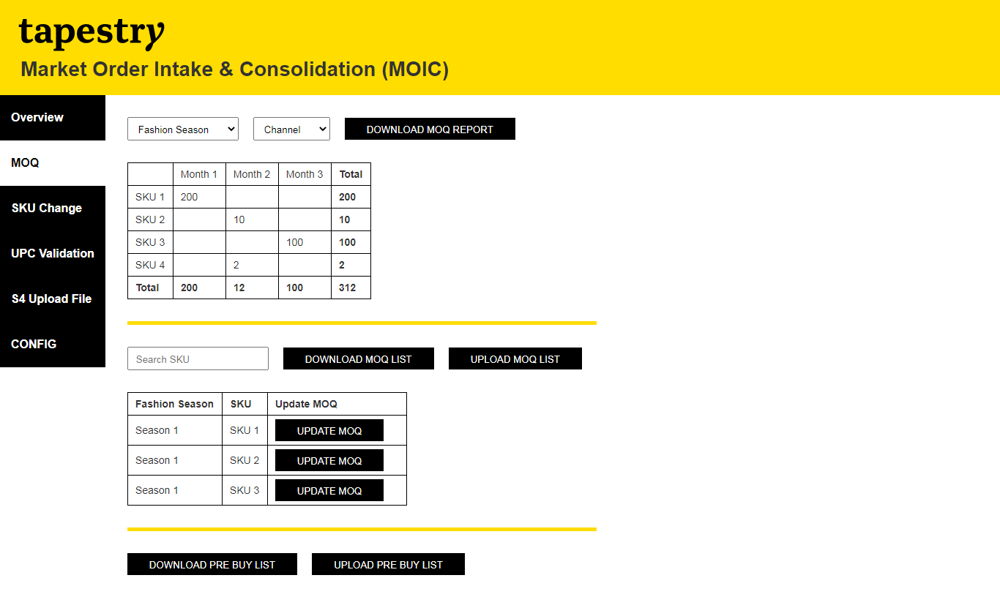 tapestry
Market Order Intake & Consolidation (MOIC)
Overview
MOQ
SKU Change
UPC Validation
S4 Upload File
CONFIG
Fashion Season Channel DOWNLOAD MOQ REPORT
Month 1 Month 2 Month 3 Total
SKU 1 200 200
SKU 2 10 10
SKU 3 100 100
SKU 4 2 2
Total 200 12 100 312
Search SKU DOWNLOAD MOQ LIST UPLOAD MOQ LIST
Fashion Season SKU Update MOQ
Season 1 SKU 1 UPDATE MOQ
Season 1 SKU 2 UPDATE MOQ
Season 1 SKU 3 UPDATE MOQ
DOWNLOAD PRE BUY LIST UPLOAD PRE BUY LIST